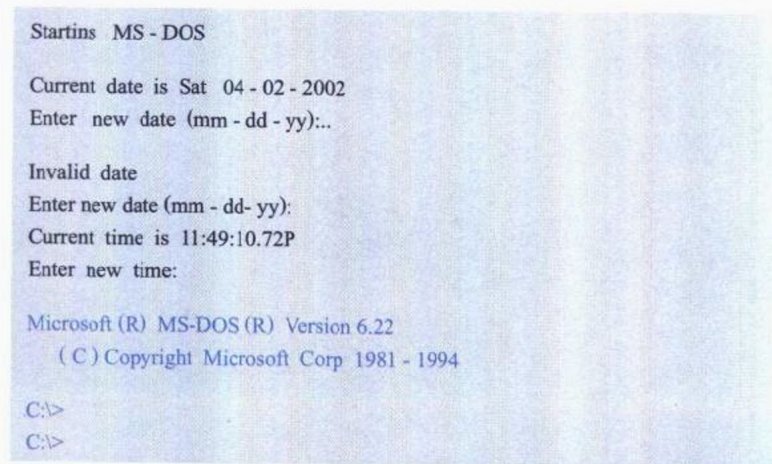 Startins MS - DOS
Current date is Sat 04 - 02 - 2002
Enter new date (mm - dd - yy):..
Invalid date
Enter new date (mm - dd- yy):
Current time is 11:49:10.72P
Enter new time:
Microsoft (R) MS-DOS (R) Version 6.22
( C ) Copyright Microsoft Corp 1981 - 1994
C:\>
C:\>